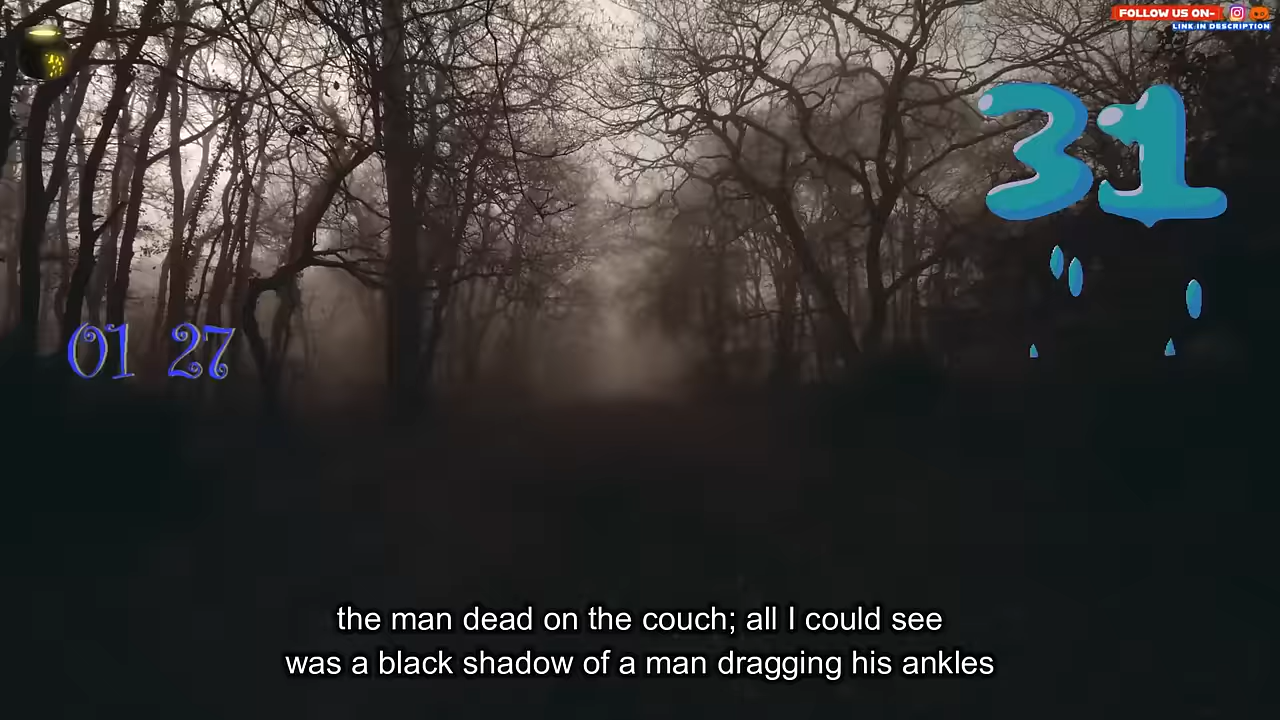 FOLLOW US ON-
LINK IN DESCRIPTION
31
01 27
the man dead on the couch; all I could see
was a black shadow of a man dragging his ankles